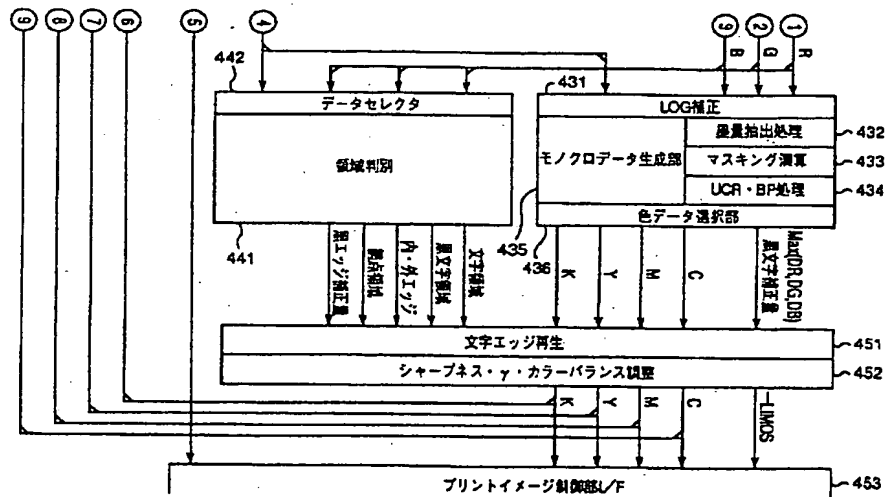 9
8
7
6
5
4
9
2
1
B
G
R
442
431
データセレクタ
LOG補正
領域判別
モノクロデータ生成部
墨量抽出処理
432
マスキング演算
433
UCR・BP処理
434
色データ選択部
441
435
436
黒エッジ補正量
網点領域
内・外エッジ
黒文字領域
文字領域
K
Y
M
C
Max(DR,DG,DB)
黒文字補正量
文字エッジ再生
451
シャープネス・γ・カラーバランス調整
452
K
Y
M
C
LIMOS
プリントイメージ制御部I/F
453